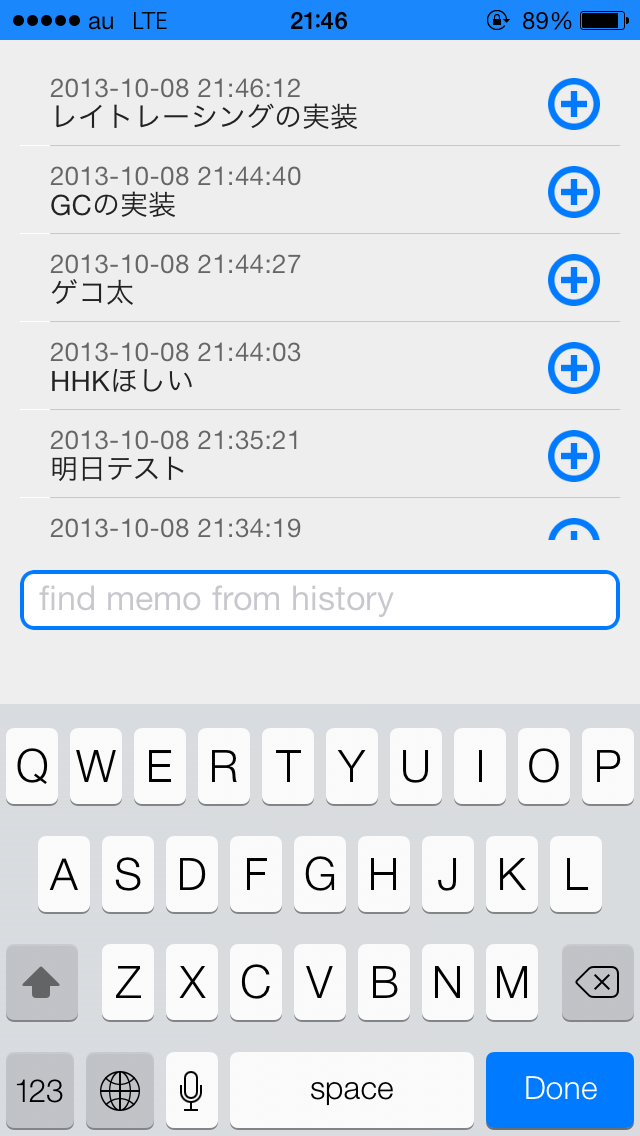 au LTE 21:46 89%
2013-10-08 21:46:12
レイトレーシングの実装
2013-10-08 21:44:40
GCの実装
2013-10-08 21:44:27
ゲコ太
2013-10-08 21:44:03
HHKほしい
2013-10-08 21:35:21
明日テスト
2013-10-08 21:34:19
find memo from history
Q W E R T Y U I O P
A S D F G H J K L
Z X C V B N M
123 space Done